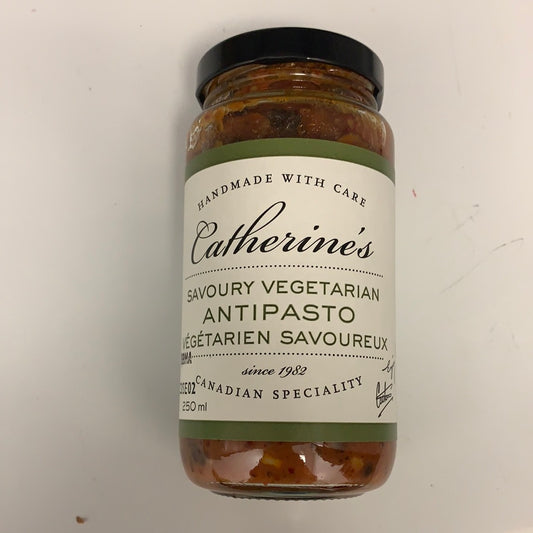 HANDMADE WITH CARE
Catherine's
SAVOURY VEGETARIAN
ANTIPASTO
VÉGÉTARIEN SAVOUREUX
since 1982
CANADIAN SPECIALITY
250 ml